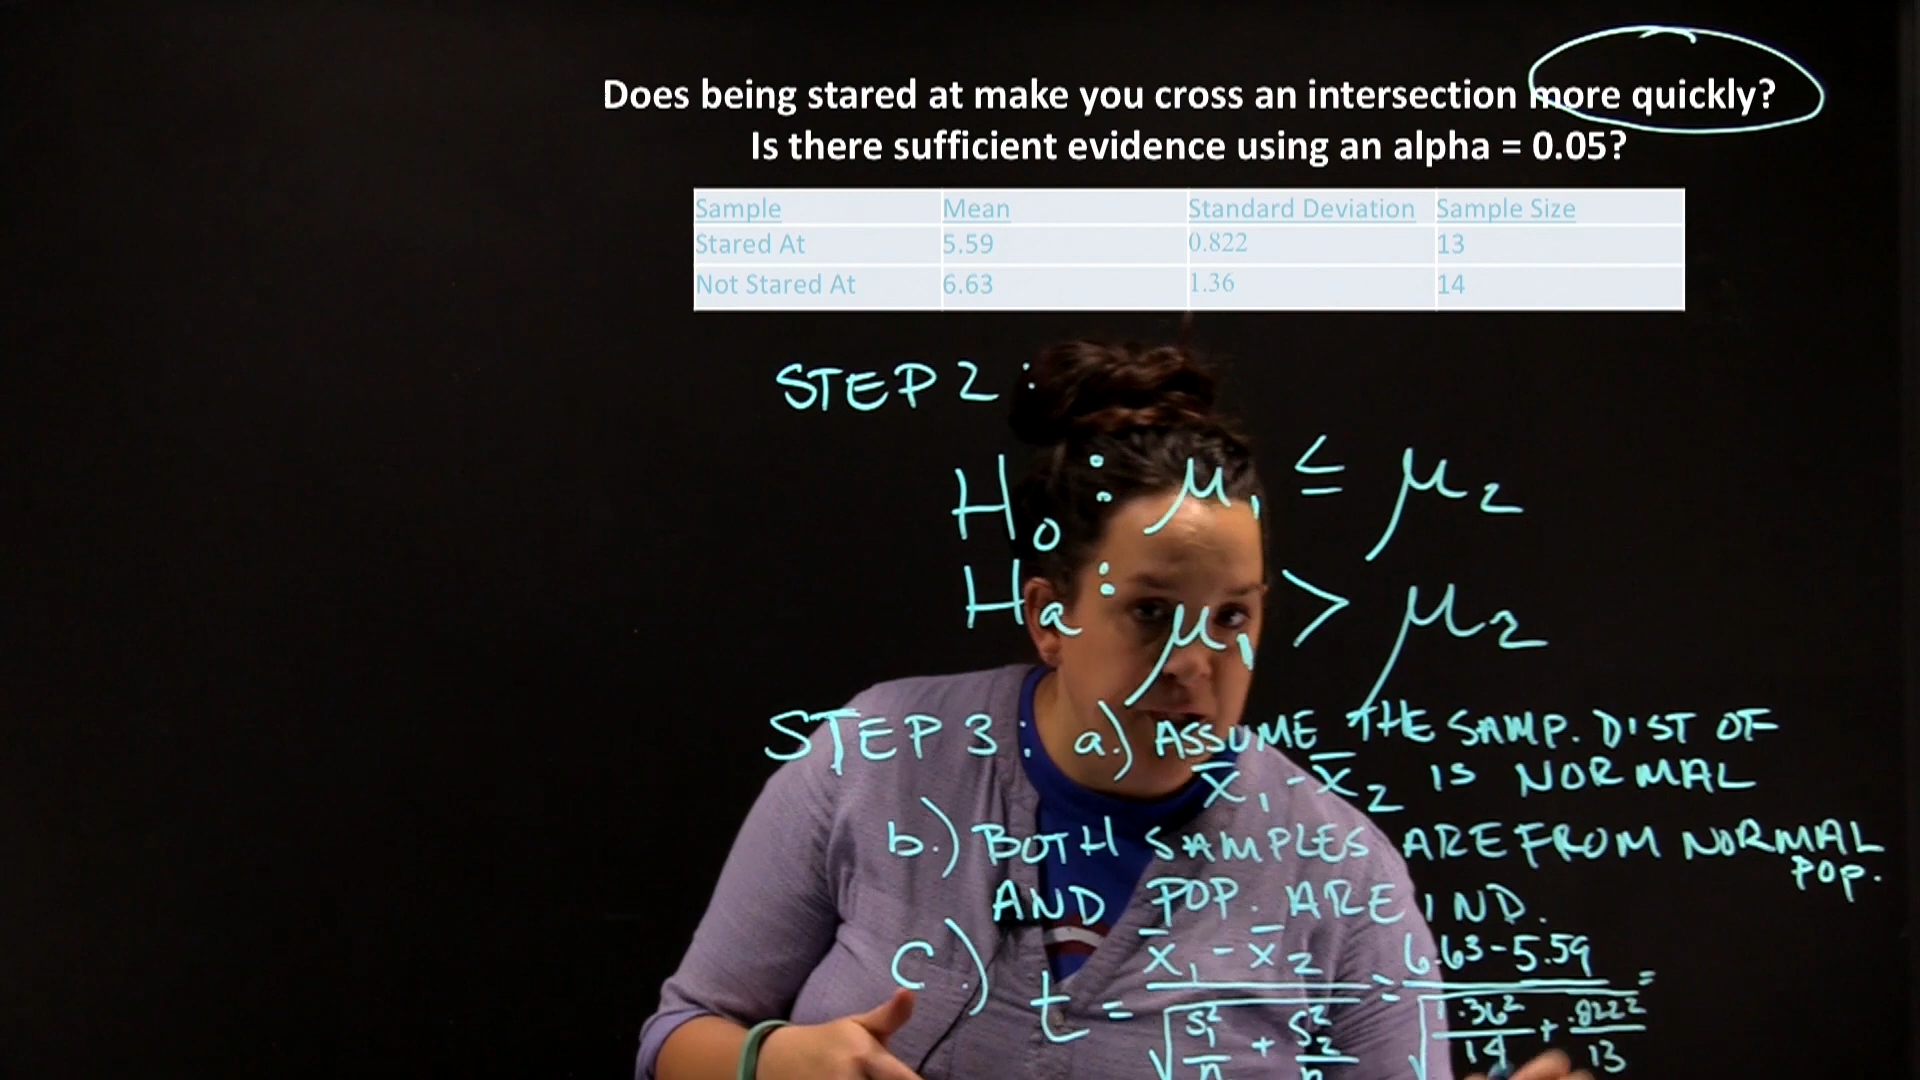 Does being stared at make you cross an intersection more quickly?
Is there sufficient evidence using an alpha = 0.05?
Sample Mean Standard Deviation Sample Size
Stared At 5.59 0.822 13
Not Stared At 6.63 1.36 14
STEP 2:
H₀: μ₁ ≤ μ₂
Hₐ: μ₁ > μ₂
STEP 3: a.) ASSUME THE SAMP. DIST OF
x̄₁ - x̄₂ IS NORMAL
b.) BOTH SAMPLES ARE FROM NORMAL POP.
AND POP. ARE IND.
c.) t = (x̄₁ - x̄₂) / √(s₁²/n + s₂²/n) = (6.63 - 5.59) / √(1.36²/14 + .822²/13) =